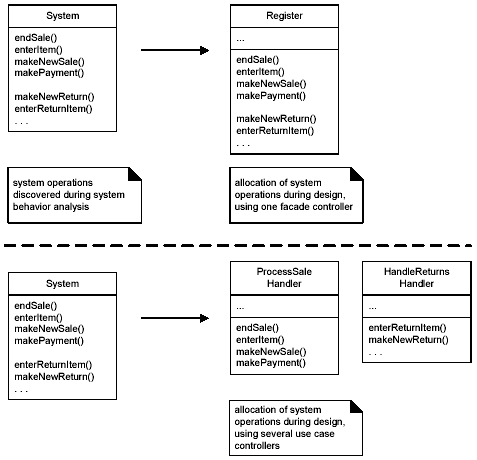 System
endSale()
enterItem()
makeNewSale()
makePayment()
makeNewReturn()
enterReturnItem()
. . .
Register
...
endSale()
enterItem()
makeNewSale()
makePayment()
makeNewReturn()
enterReturnItem()
. . .
system operations
discovered during system
behavior analysis
allocation of system
operations during design,
using one facade controller
System
endSale()
enterItem()
makeNewSale()
makePayment()
enterReturnItem()
makeNewReturn()
. . .
ProcessSale
Handler
...
endSale()
enterItem()
makeNewSale()
makePayment()
HandleReturns
Handler
...
enterReturnItem()
makeNewReturn()
. . .
allocation of system
operations during design,
using several use case
controllers